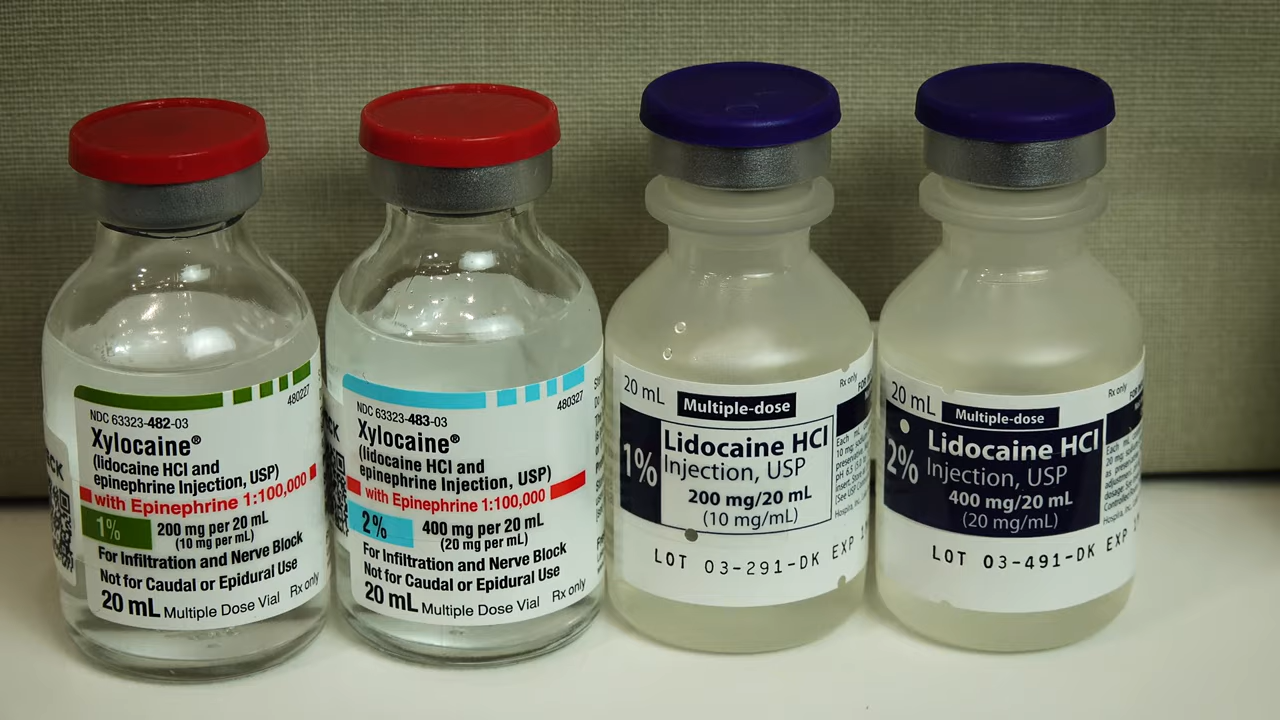 NDC 63323-482-03
480227
Xylocaine®
(lidocaine HCl and
epinephrine Injection, USP)
with Epinephrine 1:100,000
1%
200 mg per 20 mL
(10 mg per mL)
For Infiltration and Nerve Block
Not for Caudal or Epidural Use
20 mL Multiple Dose Vial Rx only
NDC 63323-483-03
480327
Xylocaine®
(lidocaine HCl and
epinephrine Injection, USP)
with Epinephrine 1:100,000
2%
400 mg per 20 mL
(20 mg per mL)
For Infiltration and Nerve Block
Not for Caudal or Epidural Use
20 mL Multiple Dose Vial Rx only
20 mL Multiple-dose Rx only
1%
Lidocaine HCl
Injection, USP
200 mg/20 mL
(10 mg/mL)
LOT 03-291-DK EXP
20 mL Multiple-dose Rx only
2%
Lidocaine HCl
Injection, USP
400 mg/20 mL
(20 mg/mL)
LOT 03-491-DK EXP